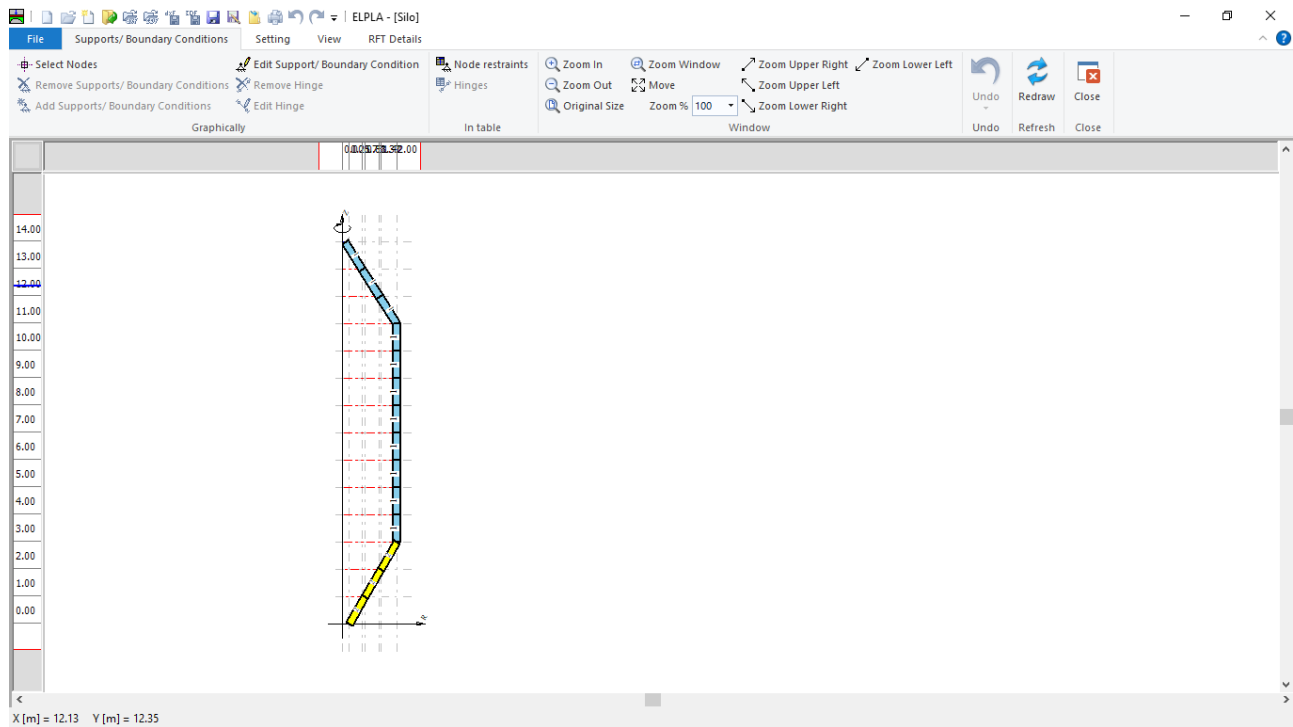 ELPLA - [Silo]
File Supports/ Boundary Conditions Setting View RFT Details
Select Nodes Edit Support/ Boundary Condition Node restraints Zoom In Zoom Window Zoom Upper Right Zoom Lower Left
Remove Supports/ Boundary Conditions Remove Hinge Hinges Zoom Out Move Zoom Upper Left Undo Redraw Close
Add Supports/ Boundary Conditions Edit Hinge Original Size Zoom % 100 Zoom Lower Right
Graphically In table Window Undo Refresh Close
2.00
14.00
13.00
12.00
11.00
10.00
9.00
8.00
7.00
6.00
5.00
4.00
3.00
2.00
1.00
0.00
X [m] = 12.13 Y [m] = 12.35